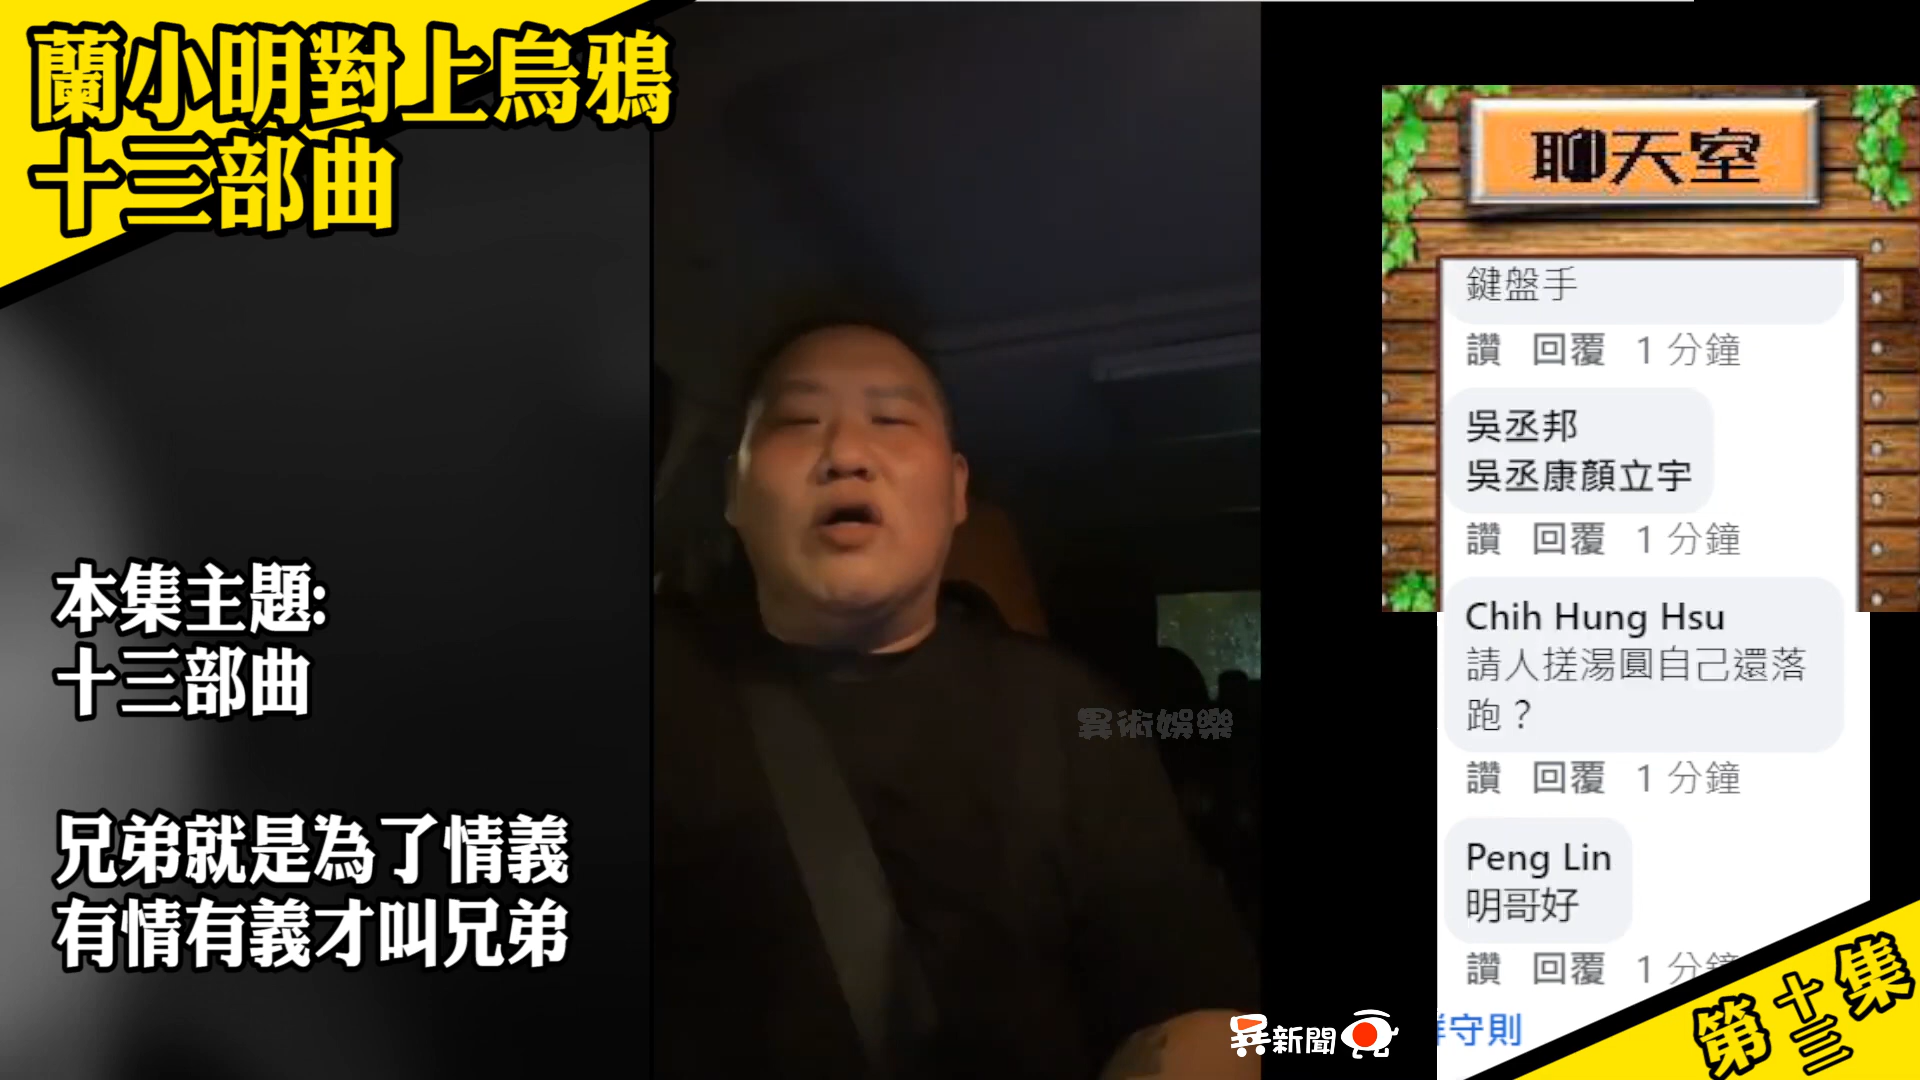 蘭小明對上烏鴉
十三部曲
本集主題:
十三部曲
兄弟就是為了情義
有情有義才叫兄弟
異術娛樂
異新聞
聊天室
鍵盤手
讚 回覆 1 分鐘
吳丞邦
吳丞康顏立宇
讚 回覆 1 分鐘
Chih Hung Hsu
請人搓湯圓自己還落
跑？
讚 回覆 1 分鐘
Peng Lin
明哥好
讚 回覆 1 分鐘
守則
第十三集